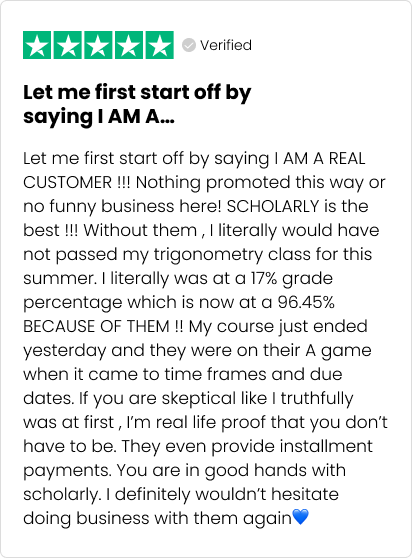 Verified
Let me first start off by
saying I AM A...
Let me first start off by saying I AM A REAL
CUSTOMER !!! Nothing promoted this way or
no funny business here! SCHOLARLY is the
best !!! Without them , I literally would have
not passed my trigonometry class for this
summer. I literally was at a 17% grade
percentage which is now at a 96.45%
BECAUSE OF THEM !! My course just ended
yesterday and they were on their A game
when it came to time frames and due
dates. If you are skeptical like I truthfully
was at first , I’m real life proof that you don’t
have to be. They even provide installment
payments. You are in good hands with
scholarly. I definitely wouldn’t hesitate
doing business with them again💙